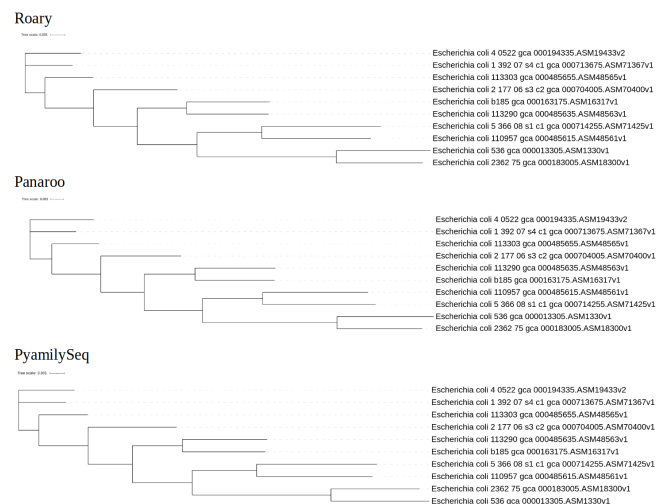 Roary
Escherichia coli 4 0522 gca 000194335.ASM19433v2
Escherichia coli 1 392 07 s4 c1 gca 000713675.ASM71367v1
Escherichia coli 113303 gca 000485655.ASM48565v1
Escherichia coli 2 177 06 s3 c2 gca 000704005.ASM70400v1
Escherichia coli b185 gca 000163175.ASM16317v1
Escherichia coli 113290 gca 000485635.ASM48563v1
Escherichia coli 5 366 08 s1 c1 gca 000714255.ASM71425v1
Escherichia coli 110957 gca 000485615.ASM48561v1
Escherichia coli 536 gca 000013305.ASM1330v1
Escherichia coli 2362 75 gca 000183005.ASM18300v1
Panaroo
Escherichia coli 4 0522 gca 000194335.ASM19433v2
Escherichia coli 1 392 07 s4 c1 gca 000713675.ASM71367v1
Escherichia coli 113303 gca 000485655.ASM48565v1
Escherichia coli 2 177 06 s3 c2 gca 000704005.ASM70400v1
Escherichia coli 113290 gca 000485635.ASM48563v1
Escherichia coli b185 gca 000163175.ASM16317v1
Escherichia coli 110957 gca 000485615.ASM48561v1
Escherichia coli 5 366 08 s1 c1 gca 000714255.ASM71425v1
Escherichia coli 536 gca 000013305.ASM1330v1
Escherichia coli 2362 75 gca 000183005.ASM18300v1
PyamilySeq
Tree scale:
Escherichia coli 4 0522 gca 000194335.ASM19433v2
Escherichia coli 1 392 07 s4 c1 gca 000713675.ASM71367v1
Escherichia coli 113303 gca 000485655.ASM48565v1
Escherichia coli 2 177 06 s3 c2 gca 000704005.ASM70400v1
Escherichia coli 113290 gca 000485635.ASM48563v1
Escherichia coli b185 gca 000163175.ASM16317v1
Escherichia coli 5 366 08 s1 c1 gca 000714255.ASM71425v1
Escherichia coli 110957 gca 000485615.ASM48561v1
Escherichia coli 2362 75 gca 000183005.ASM18300v1
Escherichia coli 536 gca 000013305.ASM1330v1